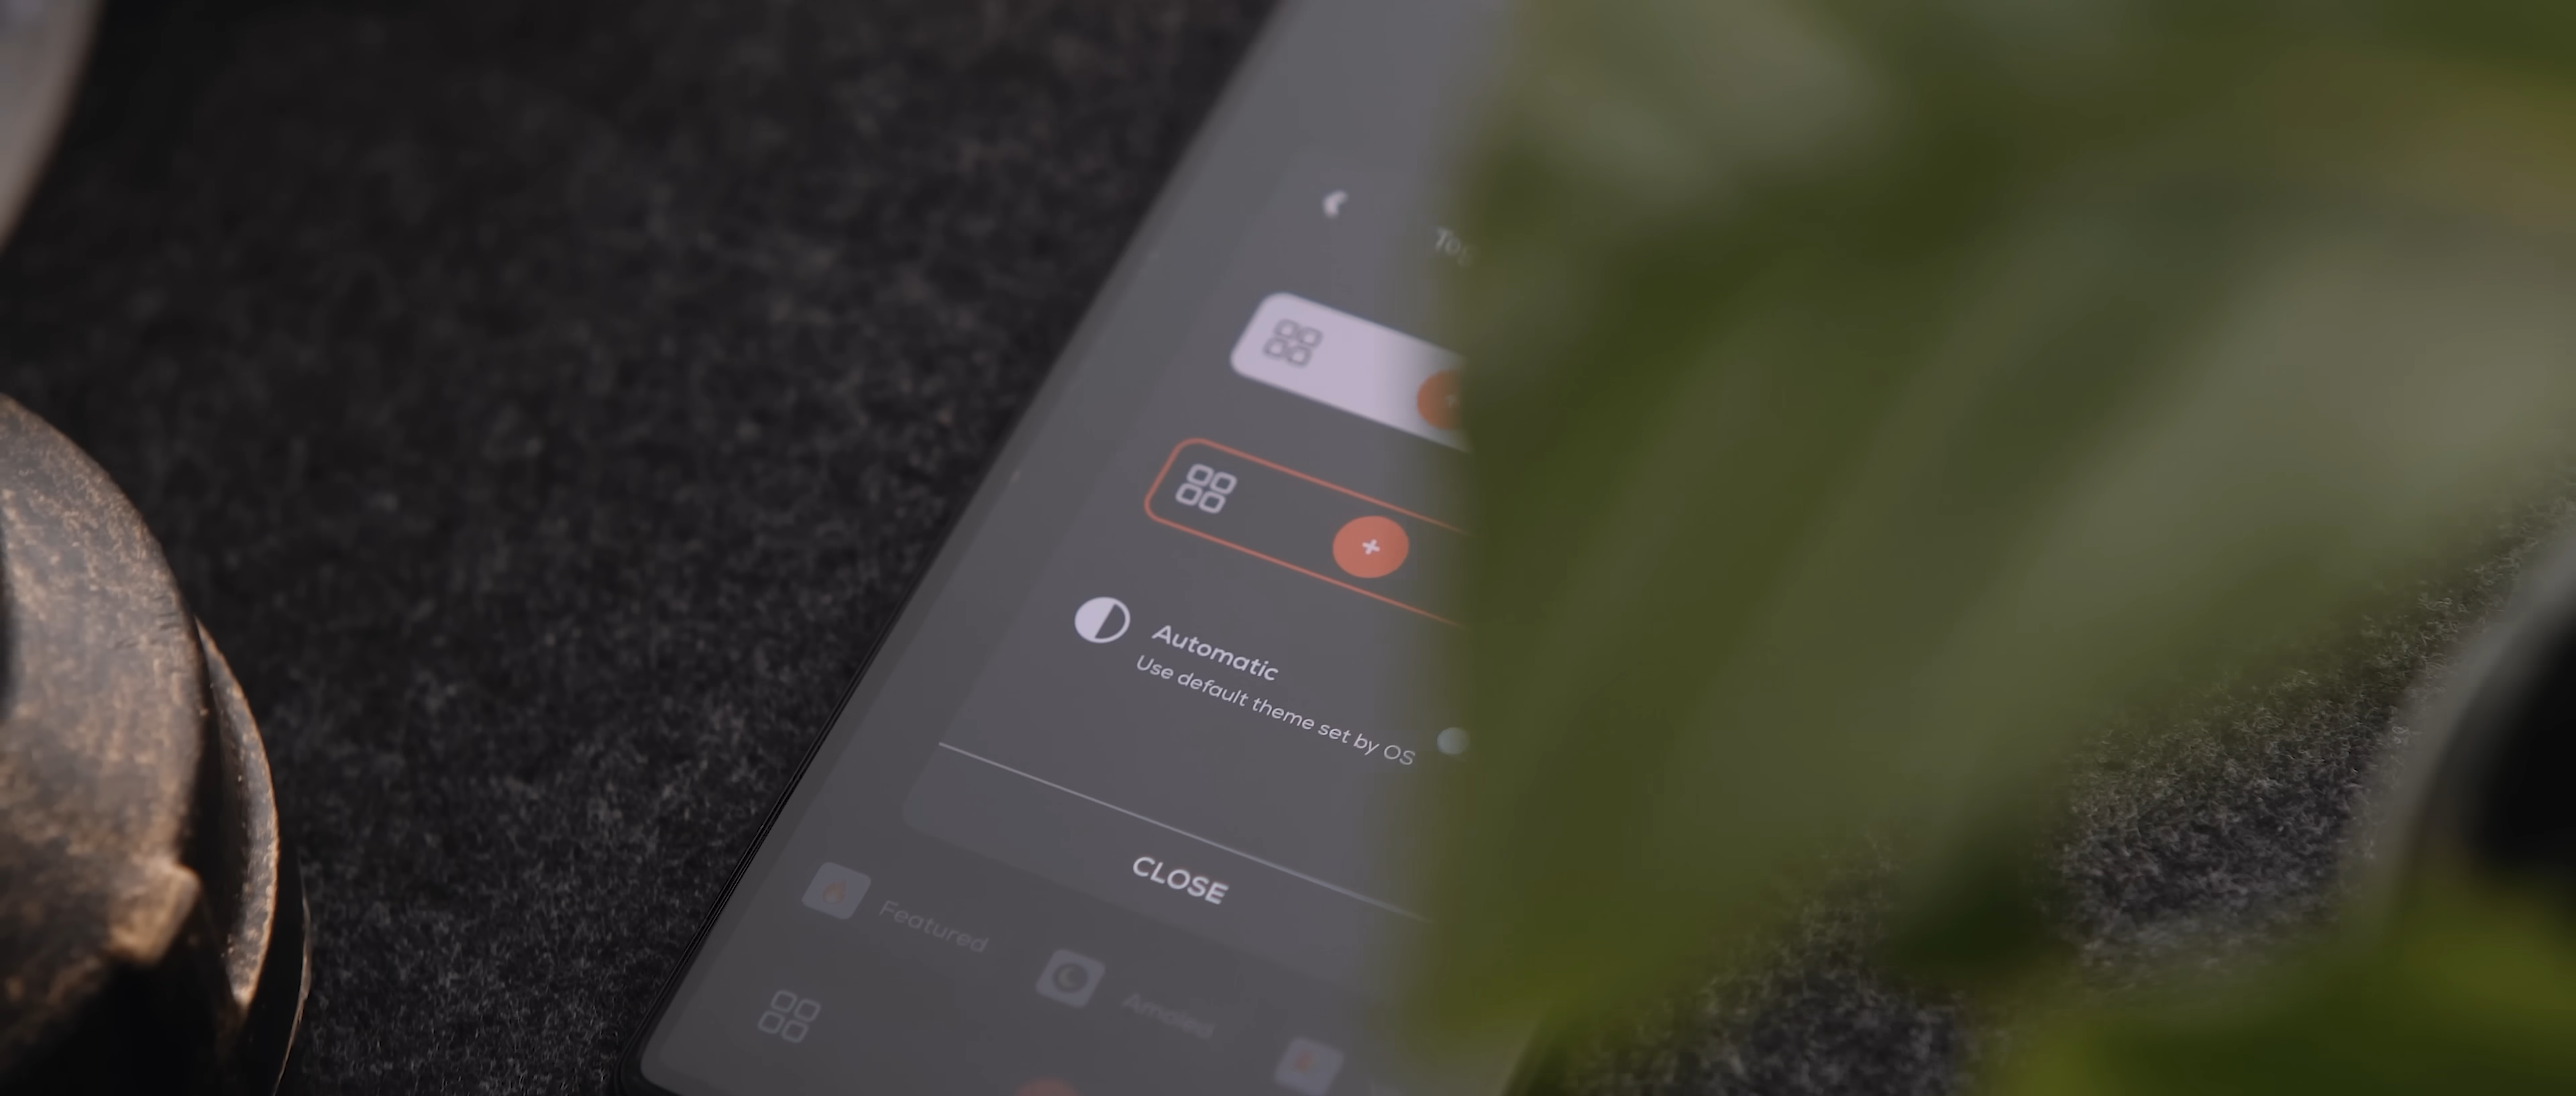 Automatic
Use default theme set by OS
CLOSE
Featured
Amoled